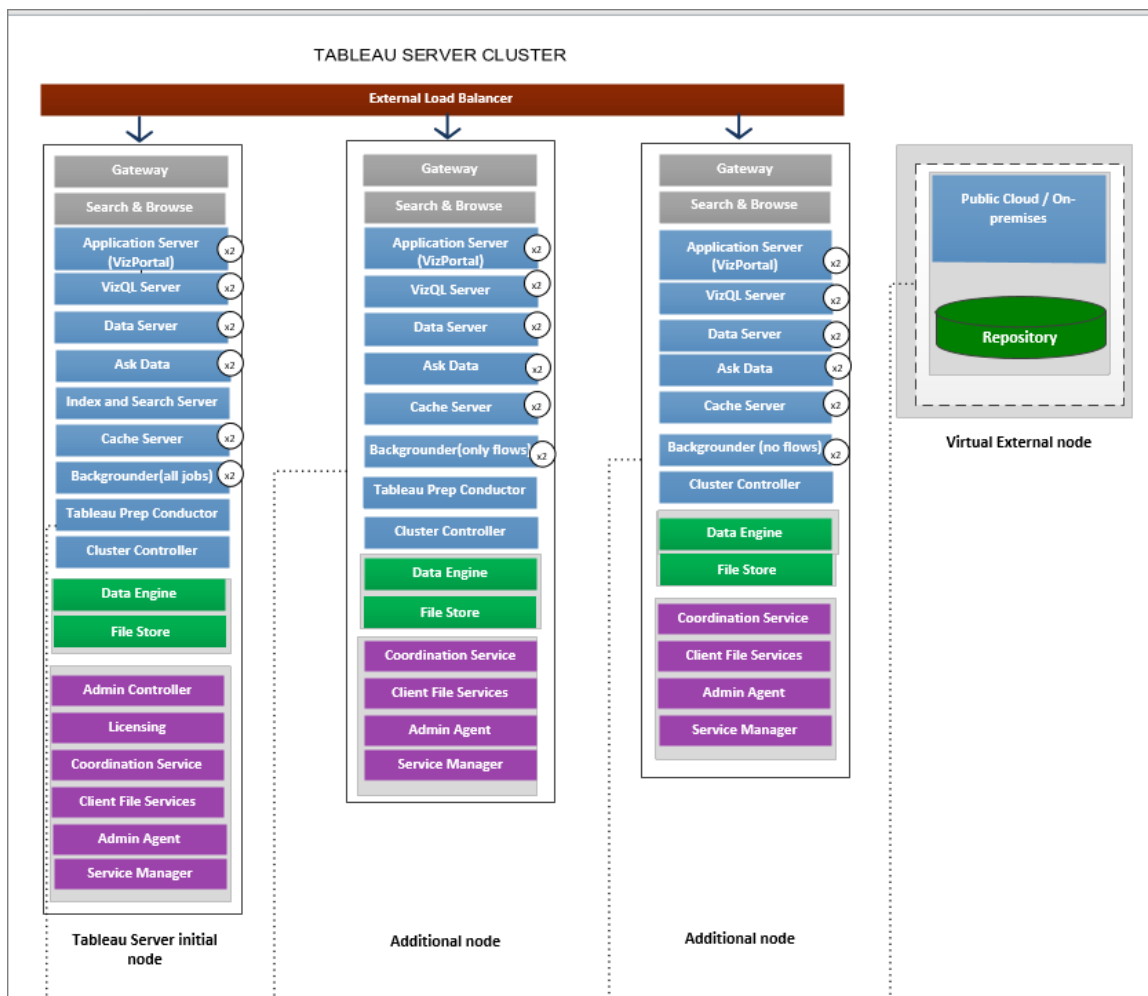 TABLEAU SERVER CLUSTER
External Load Balancer
Gateway
Search & Browse
Application Server
(VizPortal)
x2
VizQL Server
x2
Data Server
x2
Ask Data
x2
Index and Search Server
Cache Server
x2
Backgrounder(all jobs)
x2
Tableau Prep Conductor
Cluster Controller
Data Engine
File Store
Admin Controller
Licensing
Coordination Service
Client File Services
Admin Agent
Service Manager
Tableau Server initial
node
Gateway
Search & Browse
Application Server
(VizPortal)
x2
VizQL Server
x2
Data Server
x2
Ask Data
x2
Cache Server
x2
Backgrounder(only flows)
x2
Tableau Prep Conductor
Cluster Controller
Data Engine
File Store
Coordination Service
Client File Services
Admin Agent
Service Manager
Additional node
Gateway
Search & Browse
Application Server
(VizPortal)
x2
VizQL Server
x2
Data Server
x2
Ask Data
x2
Cache Server
x2
Backgrounder (no flows)
x2
Cluster Controller
Data Engine
File Store
Coordination Service
Client File Services
Admin Agent
Service Manager
Additional node
Public Cloud / On-
premises
Repository
Virtual External node